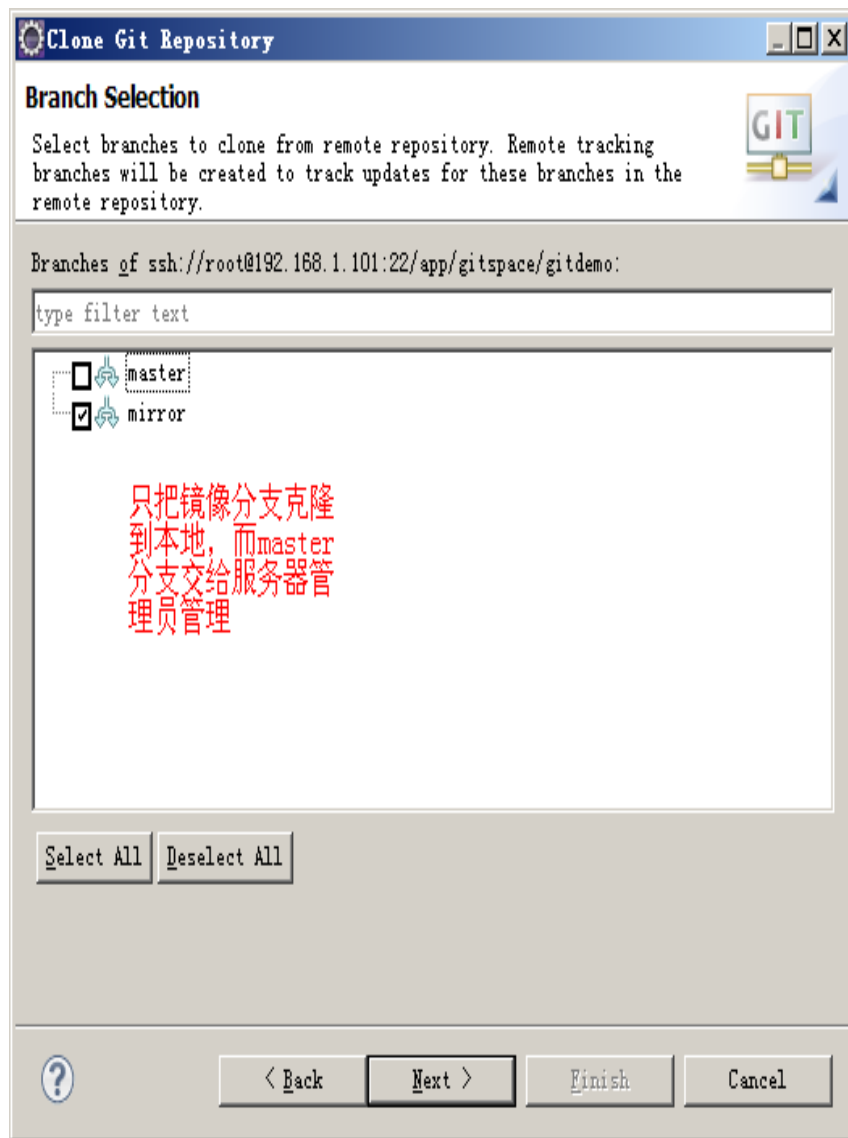 Clone Git Repository
Branch Selection
GIT
Select branches to clone from remote repository. Remote tracking
branches will be created to track updates for these branches in the
remote repository.
Branches of ssh://root@192.168.1.101:22/app/gitspace/gitdemo:
type filter text
master
mirror
只把镜像分支克隆
到本地，而master
分支交给服务器管
理员管理
Select All Deselect All
? < Back Next > Finish Cancel